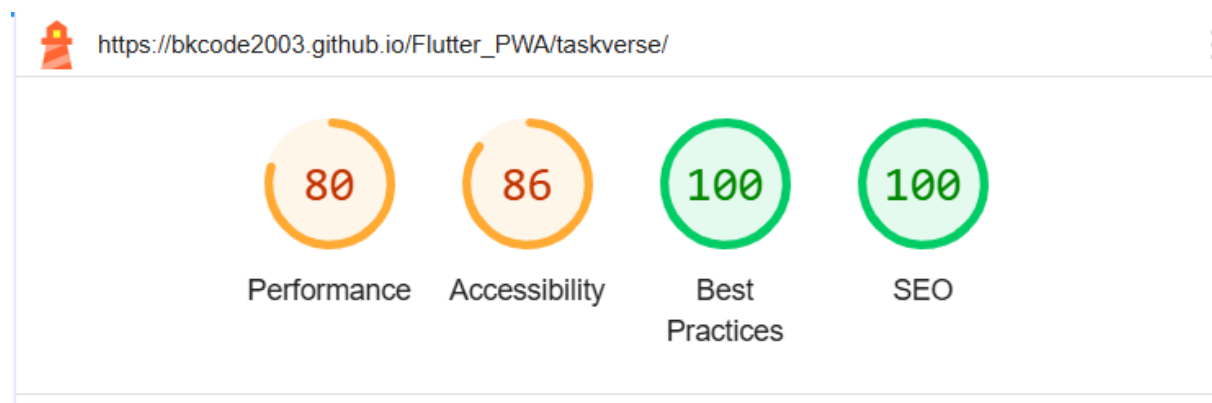 https://bkcode2003.github.io/Flutter_PWA/taskverse/
80 86 100 100
Performance Accessibility Best SEO
Practices